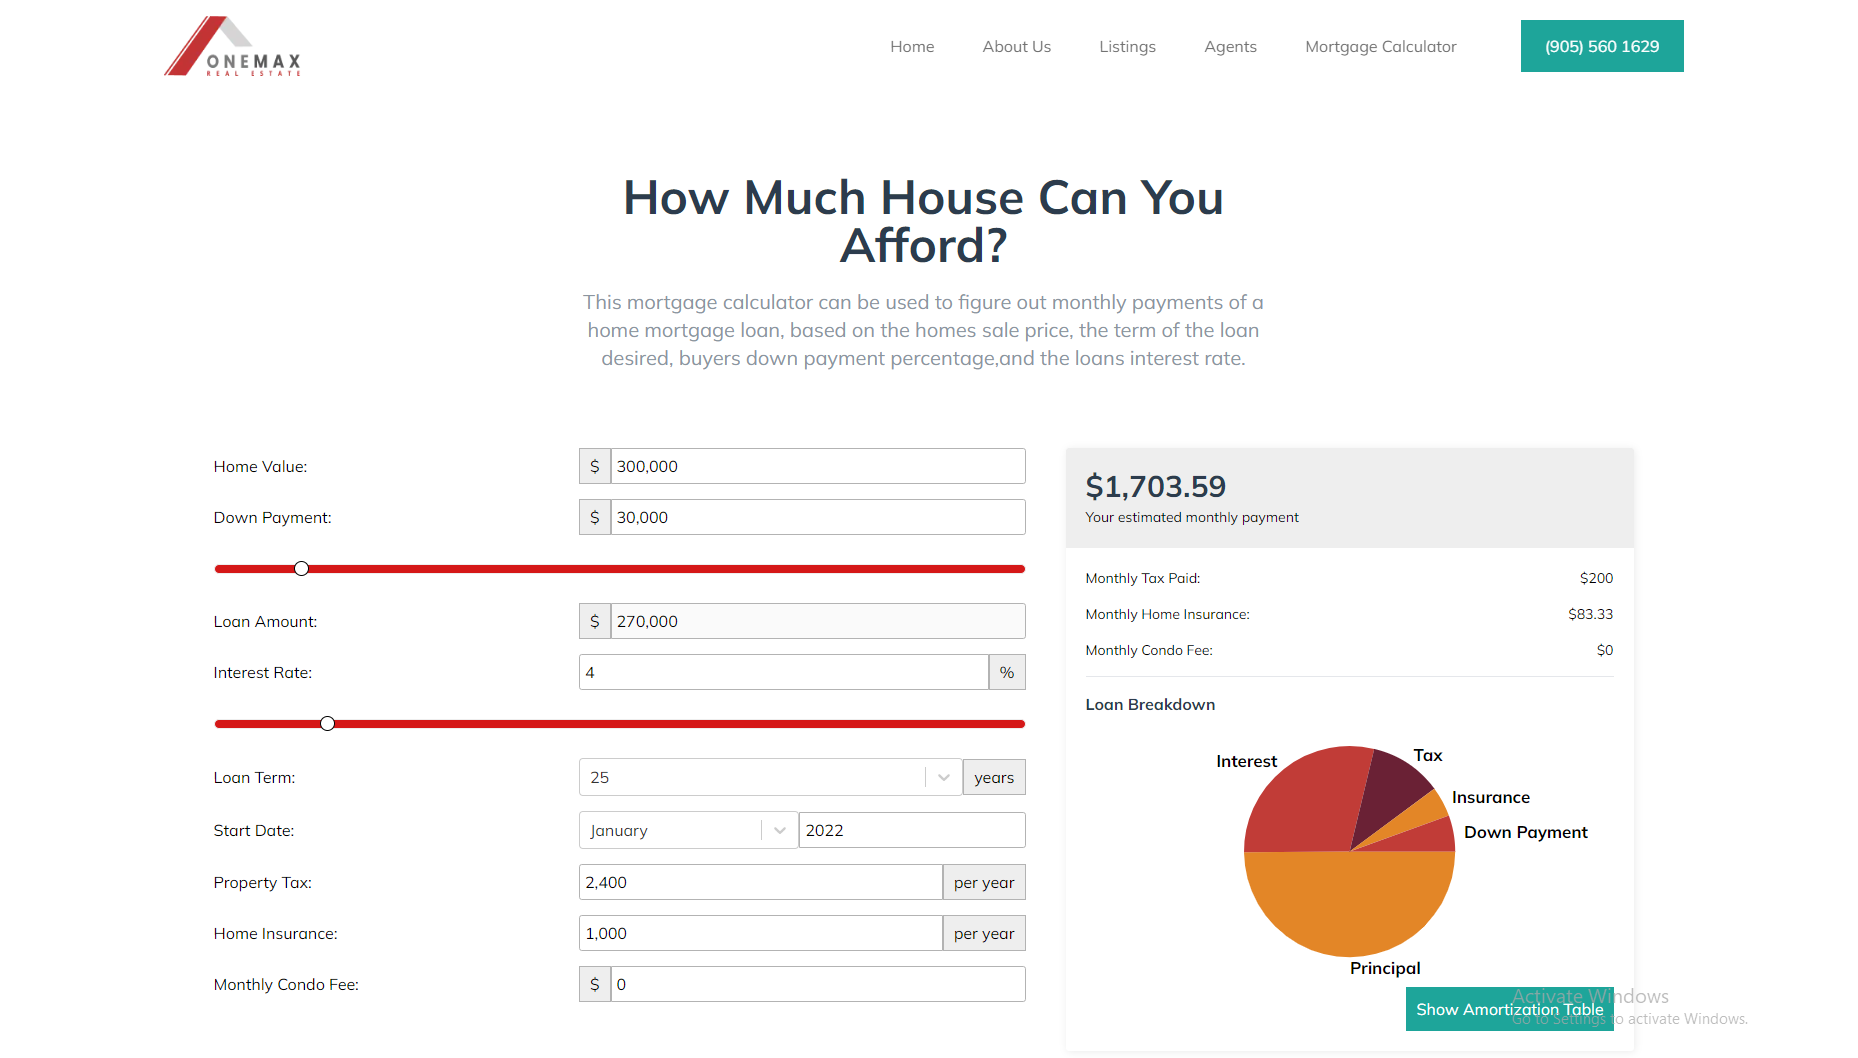 ONEMAX
REAL ESTATE
Home
About Us
Listings
Agents
Mortgage Calculator
(905) 560 1629
How Much House Can You
Afford?
This mortgage calculator can be used to figure out monthly payments of a
home mortgage loan, based on the homes sale price, the term of the loan
desired, buyers down payment percentage,and the loans interest rate.
Home Value:
$ 300,000
Down Payment:
$ 30,000
Loan Amount:
$ 270,000
Interest Rate:
4 %
Loan Term:
25 years
Start Date:
January 2022
Property Tax:
2,400 per year
Home Insurance:
1,000 per year
Monthly Condo Fee:
$ 0
$1,703.59
Your estimated monthly payment
Monthly Tax Paid: $200
Monthly Home Insurance: $83.33
Monthly Condo Fee: $0
Loan Breakdown
Interest
Tax
Insurance
Down Payment
Principal
Show Amortization Table
Activate Windows
Go to Settings to activate Windows.